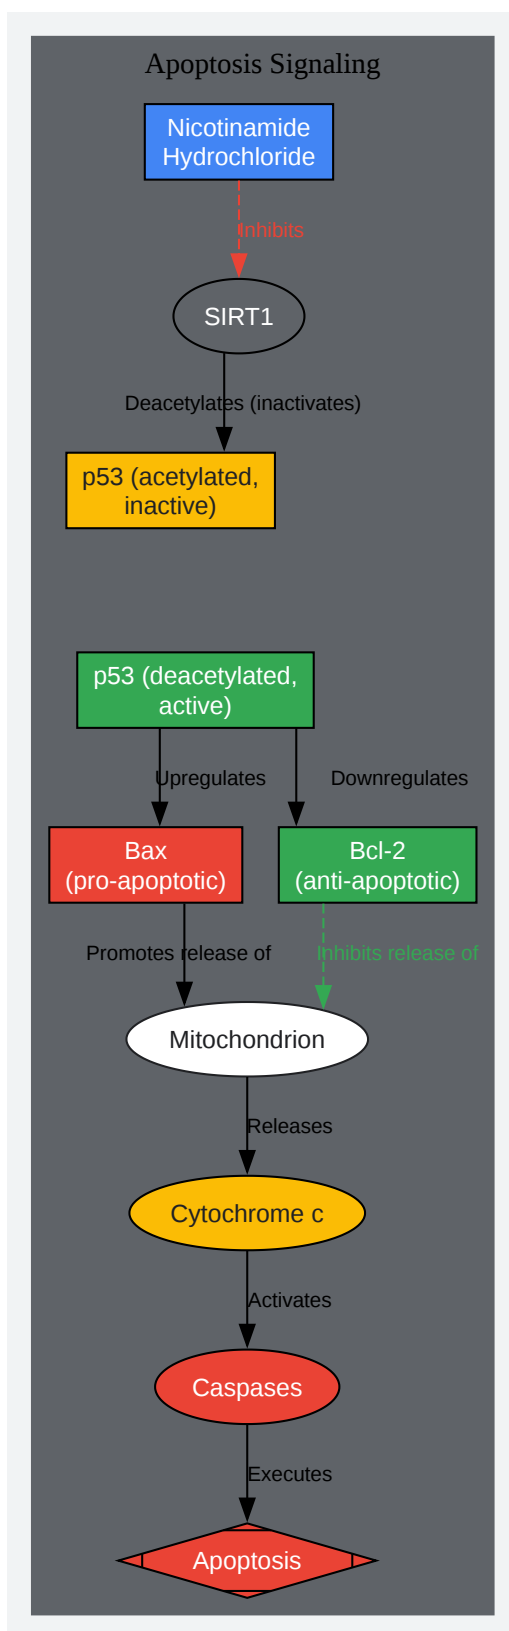 Apoptosis Signaling
Nicotinamide
Hydrochloride
Inhibits
SIRT1
Deacetylates (inactivates)
p53 (acetylated,
inactive)
p53 (deacetylated,
active)
Upregulates
Downregulates
Bax
(pro-apoptotic)
Bcl-2
(anti-apoptotic)
Promotes release of
Inhibits release of
Mitochondrion
Releases
Cytochrome c
Activates
Caspases
Executes
Apoptosis